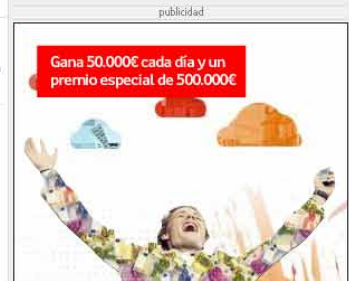 publicidad
Gana 50.000€ cada día y un
premio especial de 500.000€